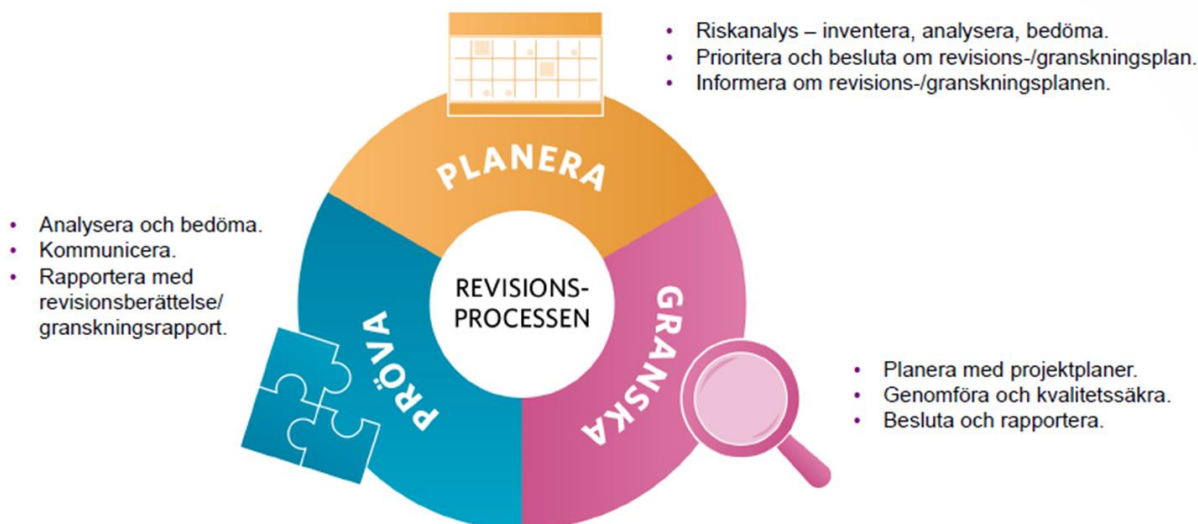 • Riskanalys – inventera, analysera, bedöma.
• Prioritera och besluta om revisions-/granskningsplan.
• Informera om revisions-/granskningsplanen.
PLANERA
• Analysera och bedöma.
• Kommunicera.
• Rapportera med
revisionsberättelse/
granskningsrapport.
REVISIONS-
PROCESSEN
PRÖVA
GRANSKA
• Planera med projektplaner.
• Genomföra och kvalitetssäkra.
• Besluta och rapportera.